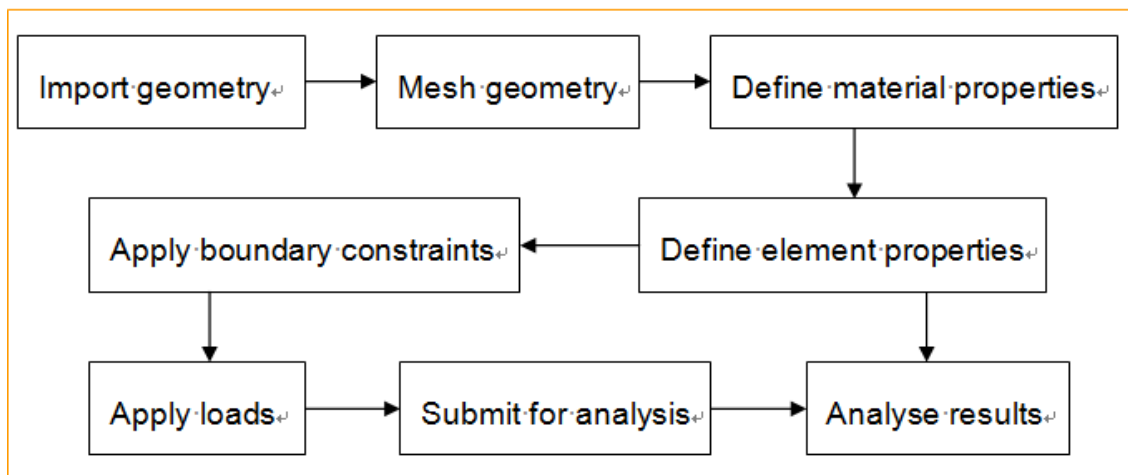 Import geometry
Mesh geometry
Define material properties
Apply boundary constraints
Define element properties
Apply loads
Submit for analysis
Analyse results